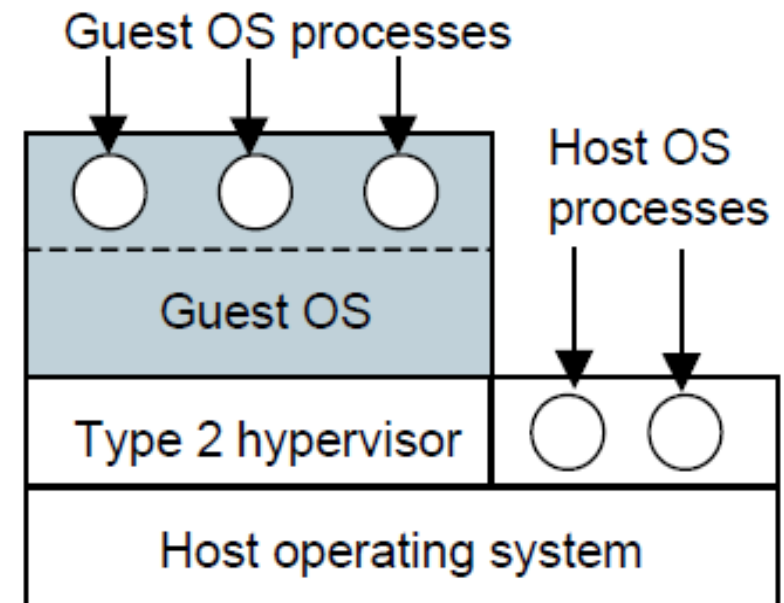 Guest OS processes
Host OS
processes
Guest OS
Type 2 hypervisor
Host operating system